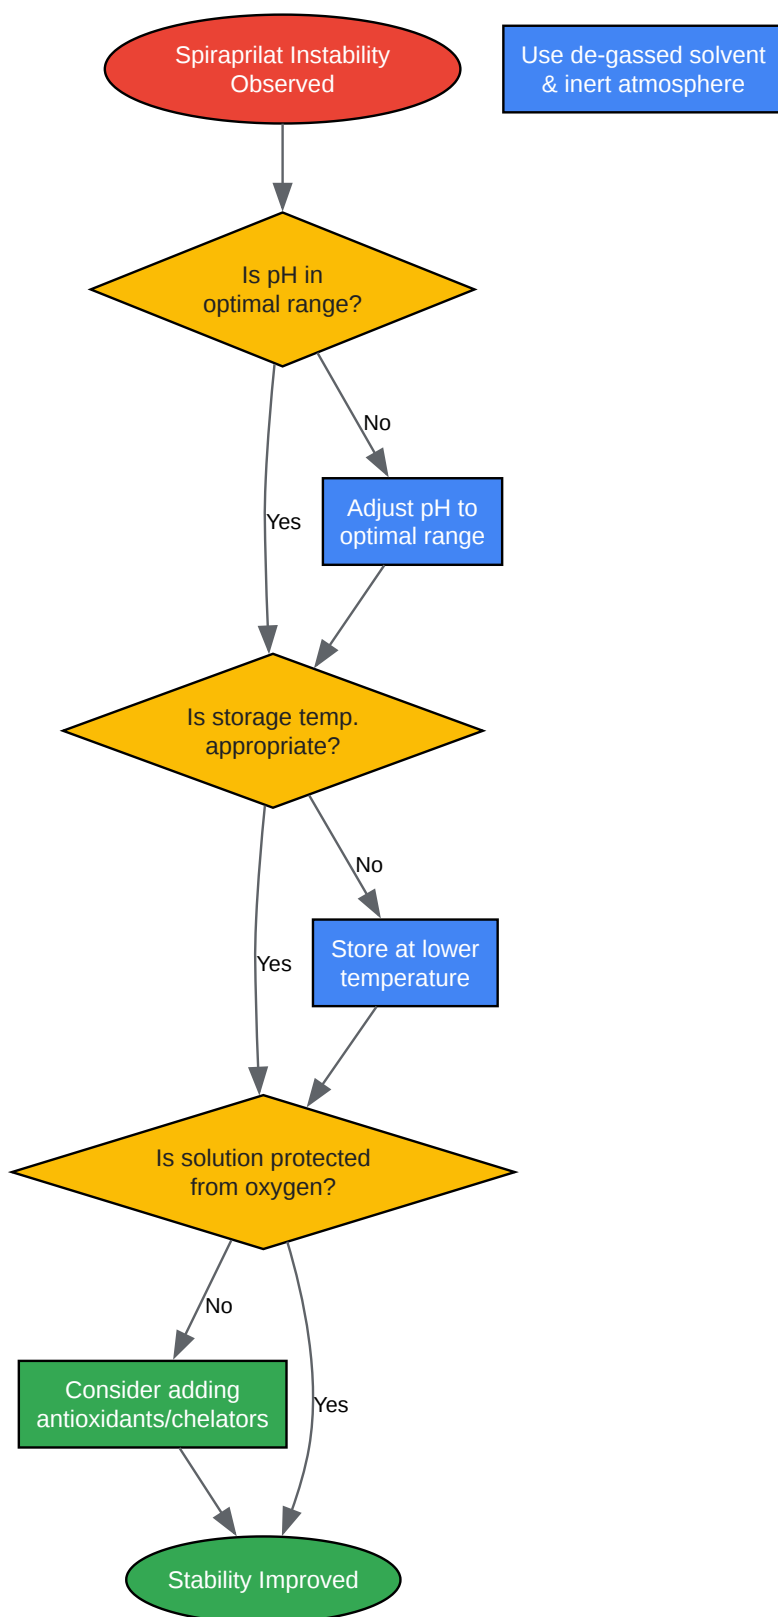 Spiraprilat Instability
Observed
Use de-gassed solvent
& inert atmosphere
Is pH in
optimal range?
No
Adjust pH to
optimal range
Yes
Is storage temp.
appropriate?
No
Store at lower
temperature
Yes
Is solution protected
from oxygen?
No
Consider adding
antioxidants/chelators
Yes
Stability Improved